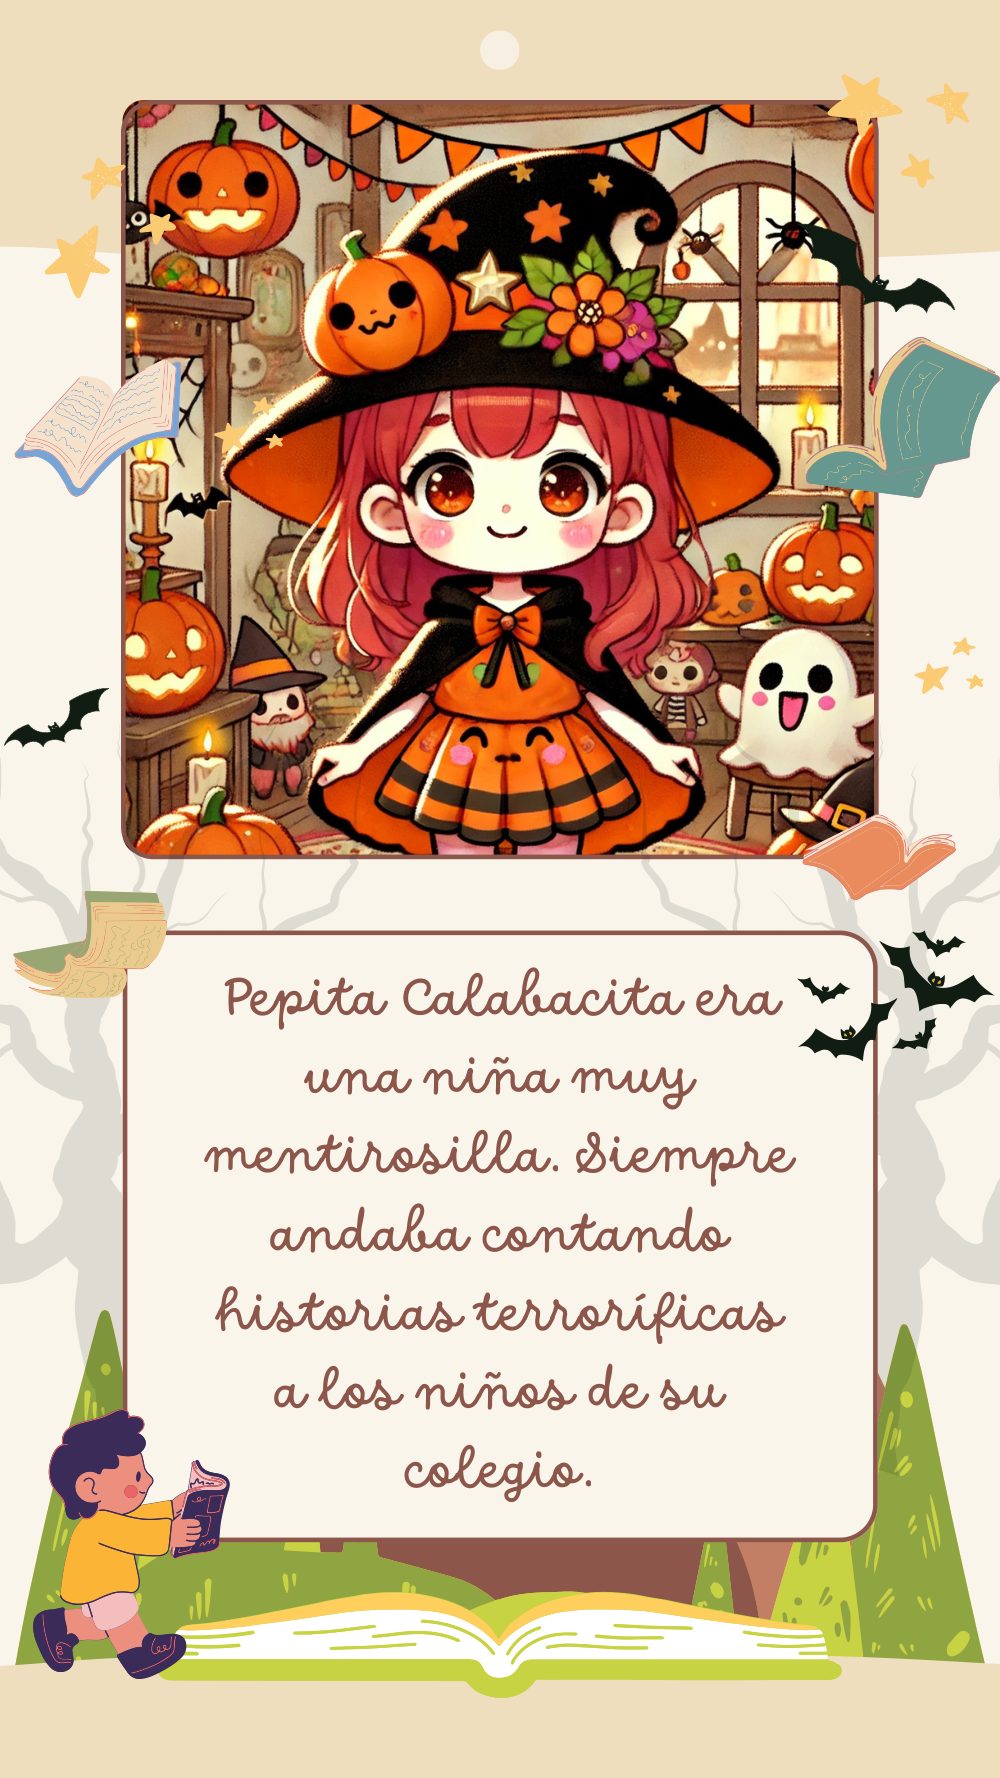 Pepita Calabacita era
una niña muy
mentirosilla. Siempre
andaba contando
historias terroríficas
a los niños de su
colegio.